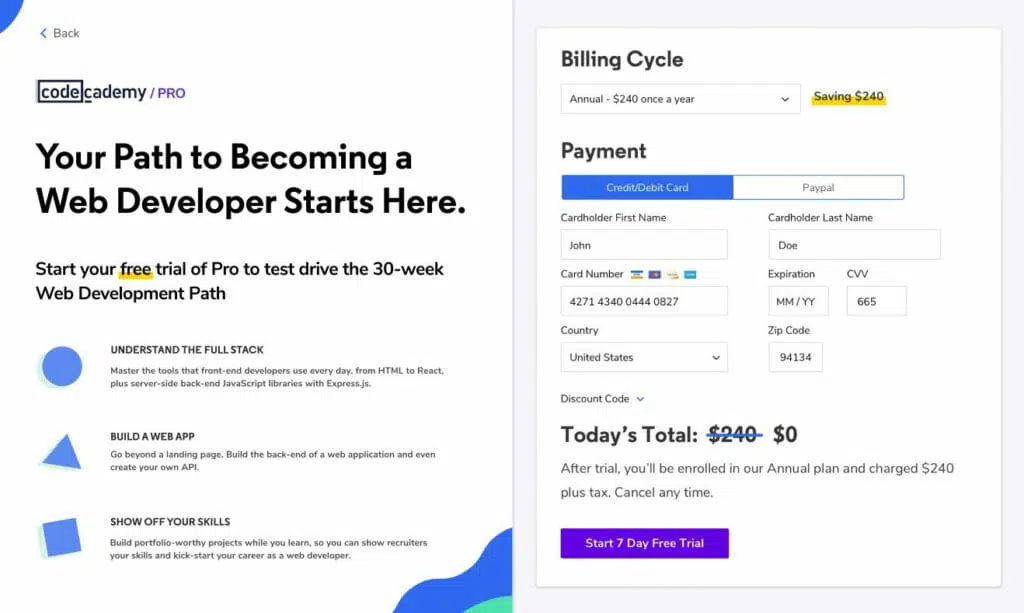 Back
codecademy / PRO
Your Path to Becoming a
Web Developer Starts Here.
Start your free trial of Pro to test drive the 30-week
Web Development Path
UNDERSTAND THE FULL STACK
Master the tools that front-end developers use every day, from HTML to React,
plus server-side back-end JavaScript libraries with Express.js.
BUILD A WEB APP
Go beyond a landing page. Build the back-end of a web application and even
create your own API.
SHOW OFF YOUR SKILLS
Build portfolio-worthy projects while you learn, so you can show recruiters
your skills and kick-start your career as a web developer.
Billing Cycle
Annual - $240 once a year
Saving $240
Payment
Credit/Debit Card Paypal
Cardholder First Name Cardholder Last Name
John Doe
Card Number Expiration CVV
4271 4340 0444 0827 MM / YY 665
Country Zip Code
United States 94134
Discount Code
Today's Total: $240 $0
After trial, you'll be enrolled in our Annual plan and charged $240
plus tax. Cancel any time.
Start 7 Day Free Trial